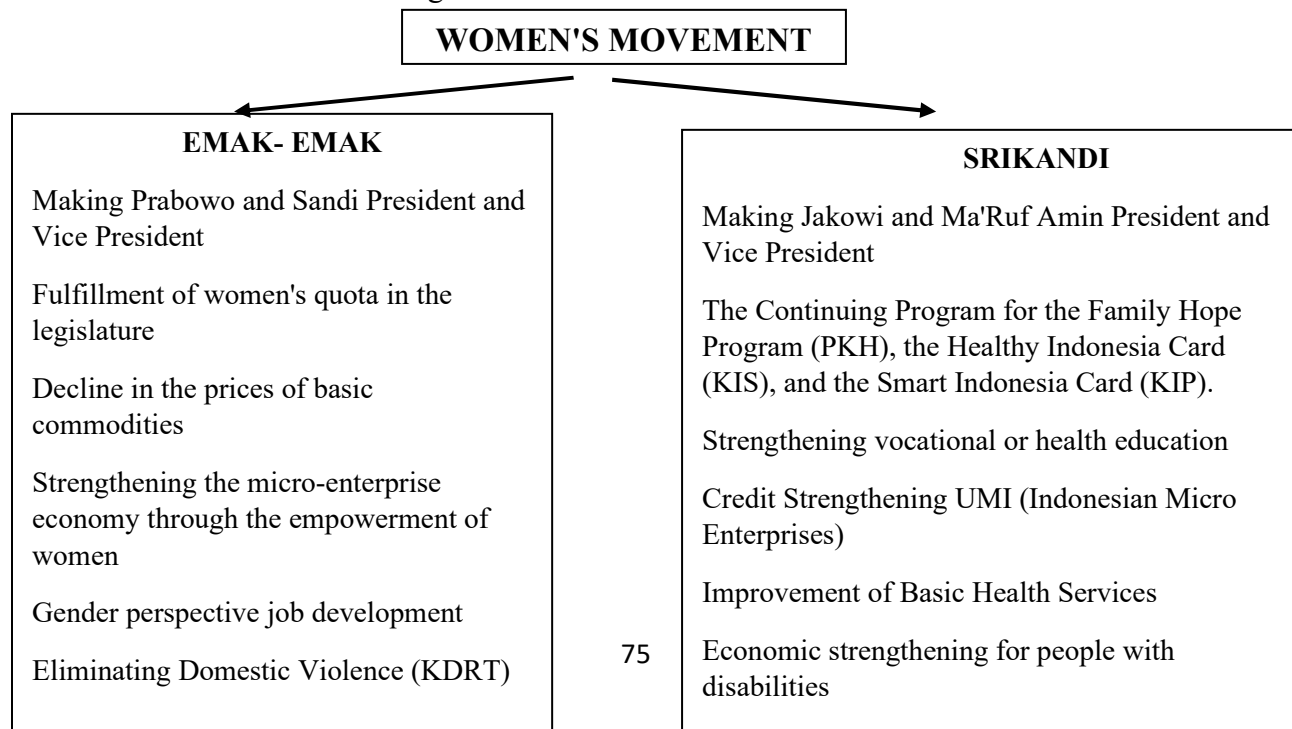 WOMEN'S MOVEMENT
EMAK- EMAK
Making Prabowo and Sandi President and
Vice President
Fulfillment of women's quota in the
legislature
Decline in the prices of basic
commodities
Strengthening the micro-enterprise
economy through the empowerment of
women
Gender perspective job development
Eliminating Domestic Violence (KDRT)
SRIKANDI
Making Jakowi and Ma'Ruf Amin President and
Vice President
The Continuing Program for the Family Hope
Program (PKH), the Healthy Indonesia Card
(KIS), and the Smart Indonesia Card (KIP).
Strengthening vocational or health education
Credit Strengthening UMI (Indonesian Micro
Enterprises)
Improvement of Basic Health Services
Economic strengthening for people with
disabilities
75